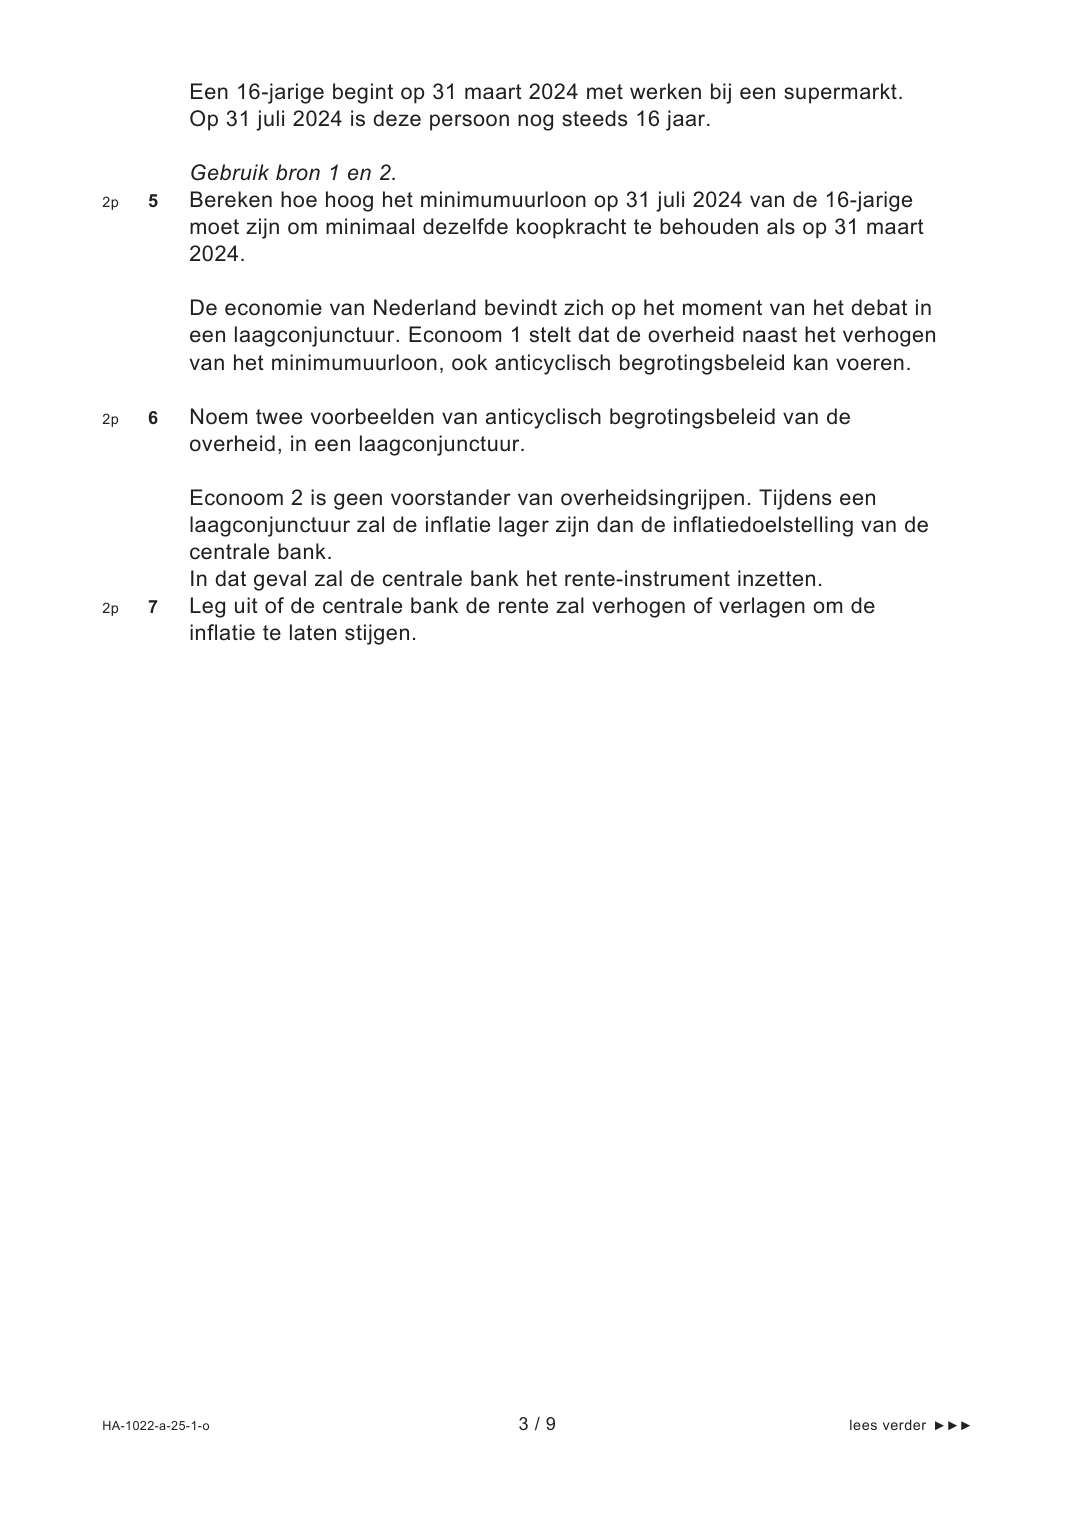 Een 16-jarige begint op 31 maart 2024 met werken bij een supermarkt.
Op 31 juli 2024 is deze persoon nog steeds 16 jaar.
Gebruik bron 1 en 2.
2p 5 Bereken hoe hoog het minimumuurloon op 31 juli 2024 van de 16-jarige
moet zijn om minimaal dezelfde koopkracht te behouden als op 31 maart
2024.
De economie van Nederland bevindt zich op het moment van het debat in
een laagconjunctuur. Econoom 1 stelt dat de overheid naast het verhogen
van het minimumuurloon, ook anticyclisch begrotingsbeleid kan voeren.
2p 6 Noem twee voorbeelden van anticyclisch begrotingsbeleid van de
overheid, in een laagconjunctuur.
Econoom 2 is geen voorstander van overheidsingrijpen. Tijdens een
laagconjunctuur zal de inflatie lager zijn dan de inflatiedoelstelling van de
centrale bank.
In dat geval zal de centrale bank het rente-instrument inzetten.
2p 7 Leg uit of de centrale bank de rente zal verhogen of verlagen om de
inflatie te laten stijgen.
HA-1022-a-25-1-o 3 / 9 lees verder ►►►